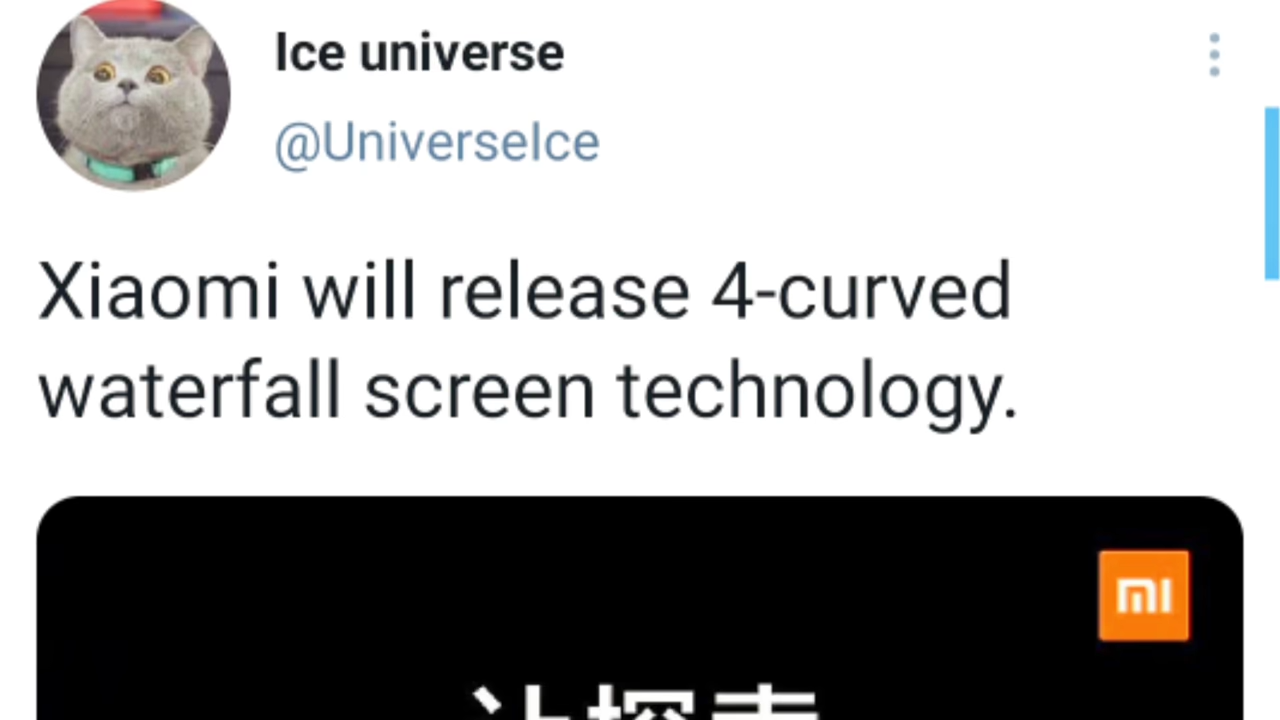 Ice universe
@UniverseIce
Xiaomi will release 4-curved
waterfall screen technology.
mi